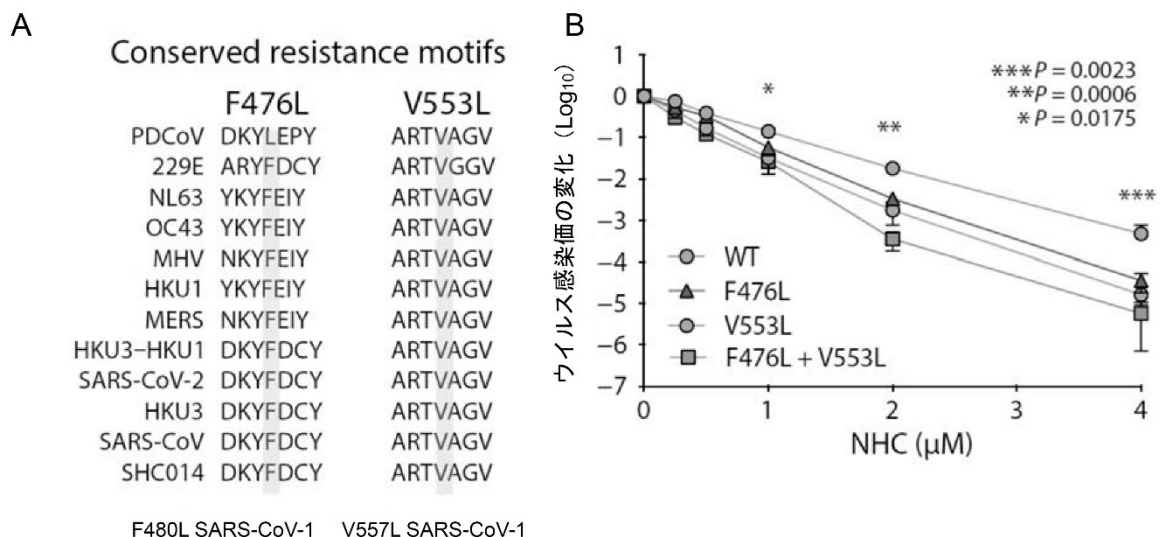 A
Conserved resistance motifs
F476L V553L
PDCoV DKYLEPY ARTVAGV
229E ARYFDCY ARTVGGV
NL63 YKYFEIY ARTVAGV
OC43 YKYFEIY ARTVAGV
MHV NKYFEIY ARTVAGV
HKU1 YKYFEIY ARTVAGV
MERS NKYFEIY ARTVAGV
HKU3–HKU1 DKYFDCY ARTVAGV
SARS-CoV-2 DKYFDCY ARTVAGV
HKU3 DKYFDCY ARTVAGV
SARS-CoV DKYFDCY ARTVAGV
SHC014 DKYFDCY ARTVAGV
F480L SARS-CoV-1 V557L SARS-CoV-1
B
ウイルス感染価の変化（Log₁₀）
1
0
−1
−2
−3
−4
−5
−6
−7
*
**
***
***P = 0.0023
**P = 0.0006
*P = 0.0175
WT
F476L
V553L
F476L + V553L
0 1 2 3 4
NHC (μM)